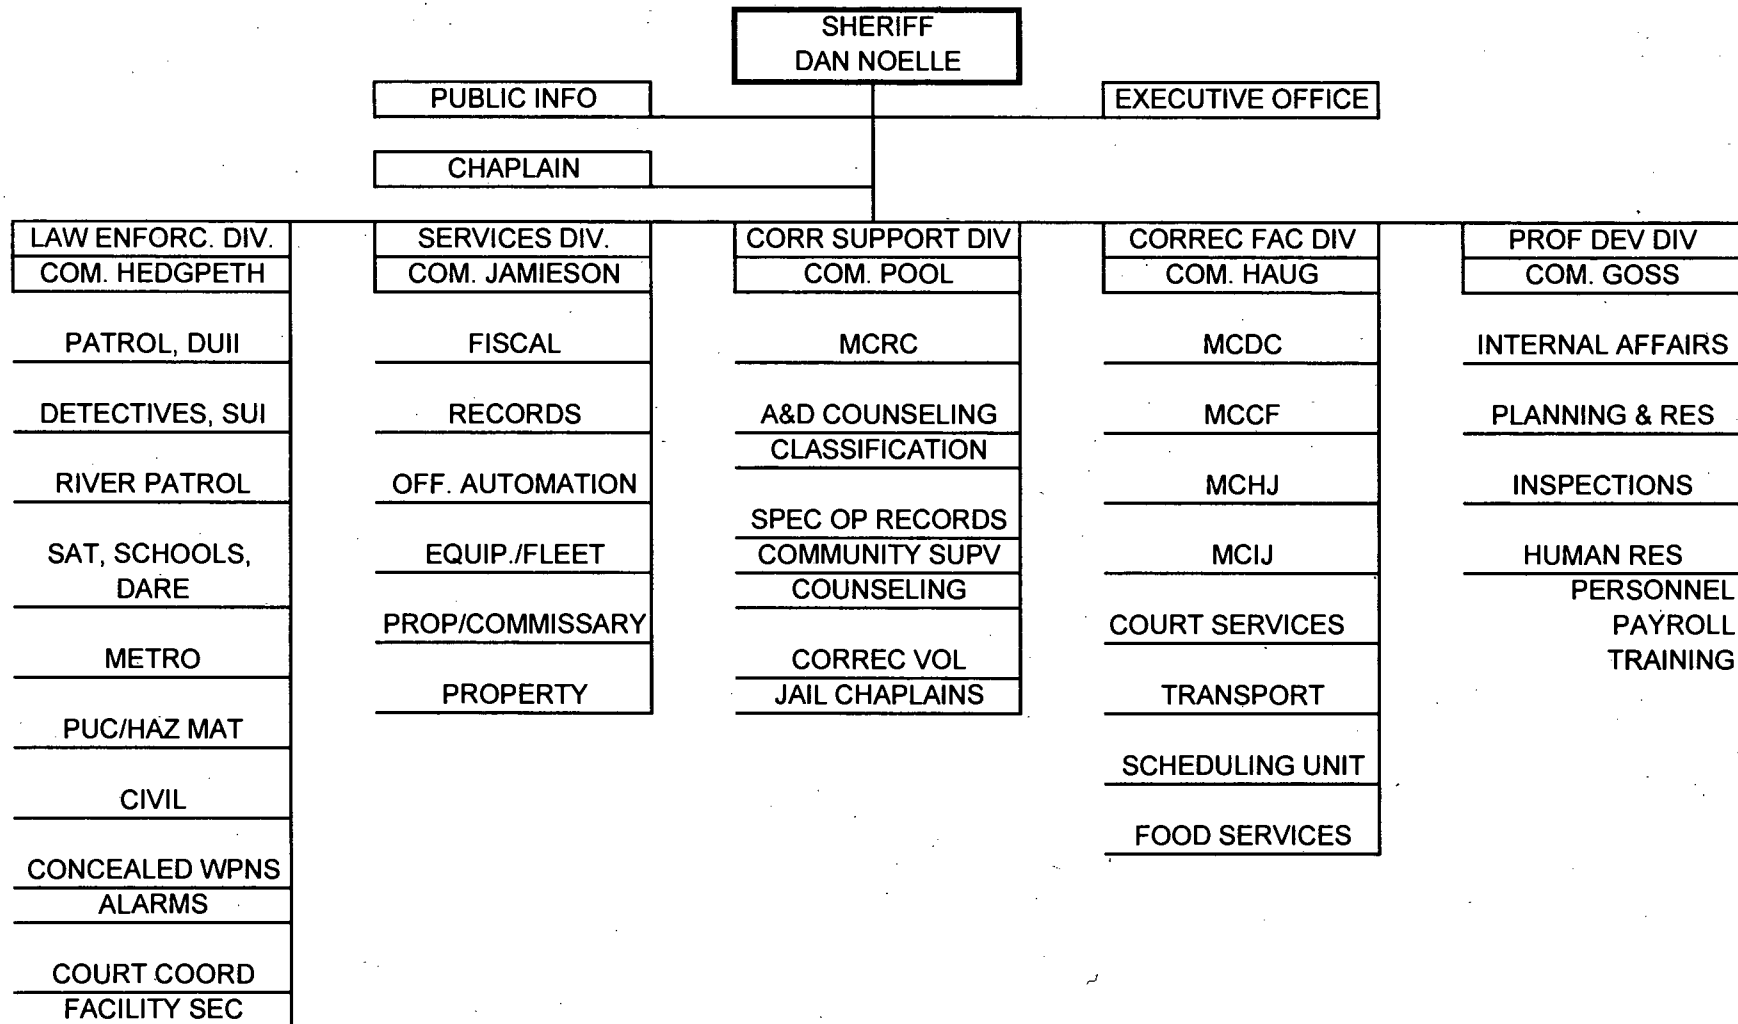 SHERIFF
DAN NOELLE
PUBLIC INFO
EXECUTIVE OFFICE
CHAPLAIN
LAW ENFORC. DIV.
COM. HEDGPETH
PATROL, DUII
DETECTIVES, SUI
RIVER PATROL
SAT, SCHOOLS,
DARE
METRO
PUC/HAZ MAT
CIVIL
CONCEALED WPNS
ALARMS
COURT COORD
FACILITY SEC
SERVICES DIV.
COM. JAMIESON
FISCAL
RECORDS
OFF. AUTOMATION
EQUIP./FLEET
PROP/COMMISSARY
PROPERTY
CORR SUPPORT DIV
COM. POOL
MCRC
A&D COUNSELING
CLASSIFICATION
SPEC OP RECORDS
COMMUNITY SUPV
COUNSELING
CORREC VOL
JAIL CHAPLAINS
CORREC FAC DIV
COM. HAUG
MCDC
MCCF
MCHJ
MCIJ
COURT SERVICES
TRANSPORT
SCHEDULING UNIT
FOOD SERVICES
PROF DEV DIV
COM. GOSS
INTERNAL AFFAIRS
PLANNING & RES
INSPECTIONS
HUMAN RES
PERSONNEL
PAYROLL
TRAINING